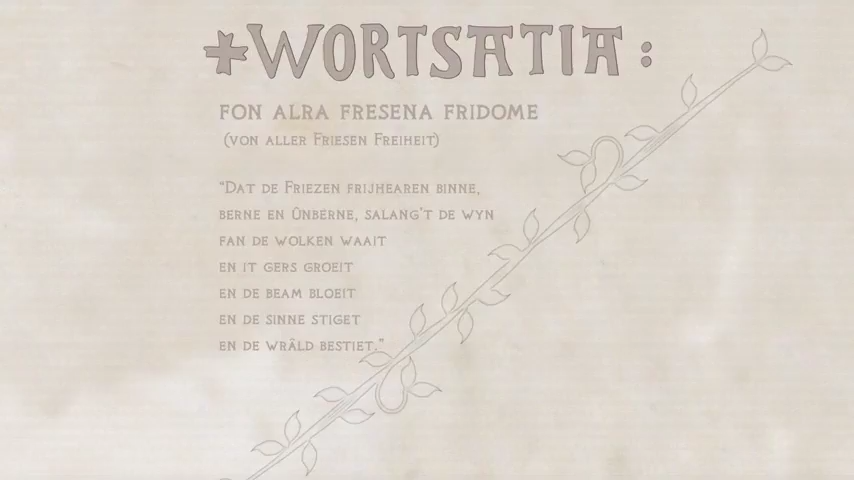 *WORTSATIA:
FON ALRA FRESENA FRIDOME
(VON ALLER FRIESEN FREIHEIT)
"DAT DE FRIEZEN FRIJHEAREN BINNE,
BERNE EN ÛNBERNE, SALANG'T DE WYN
FAN DE WOLKEN WAAIT
EN IT GERS GROEIT
EN DE BEAM BLOEIT
EN DE SINNE STIGET
EN DE WRÂLD BESTIET."